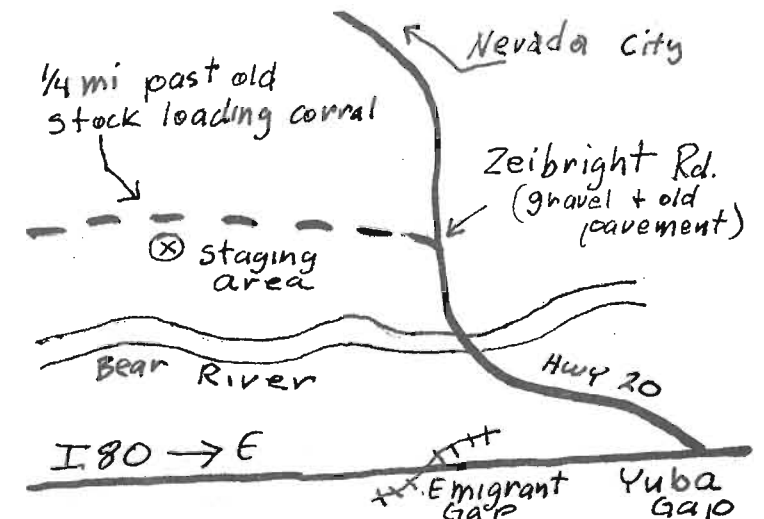 Nevada City
1/4 mi past old
stock loading corral
Zeibright Rd.
(gravel + old
pavement)
ⓧ staging
area
Bear River
Hwy 20
I 80 → E
Emigrant
Gap
Yuba
Gap